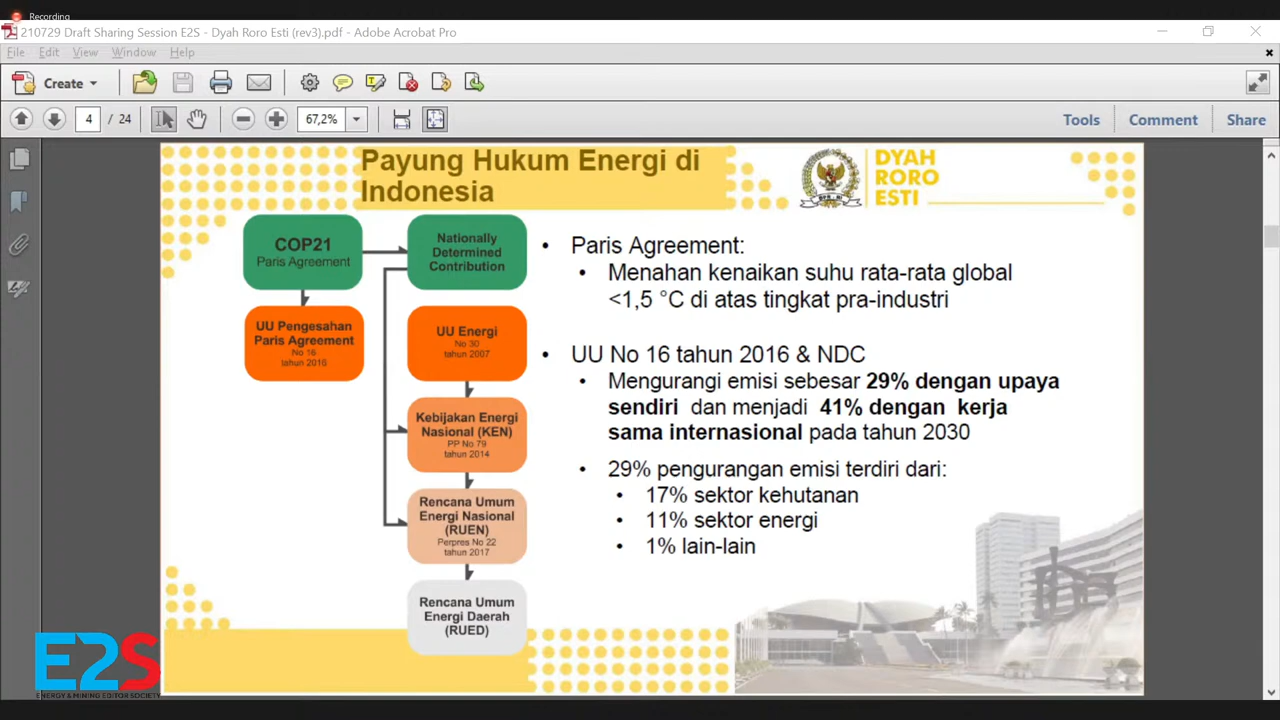 Recording
210729 Draft Sharing Session E2S - Dyah Roro Esti (rev3).pdf - Adobe Acrobat Pro
File Edit View Window Help
Create
4 / 24
67,2%
Tools Comment Share
Payung Hukum Energi di
Indonesia
DPR - RI
DYAH
RORO
ESTI
COP21
Paris Agreement
Nationally
Determined
Contribution
UU Pengesahan
Paris Agreement
No 16
tahun 2016
UU Energi
No 30
tahun 2007
Kebijakan Energi
Nasional (KEN)
PP No 79
tahun 2014
Rencana Umum
Energi Nasional
(RUEN)
Perpres No 22
tahun 2017
Rencana Umum
Energi Daerah
(RUED)
• Paris Agreement:
• Menahan kenaikan suhu rata-rata global
<1,5 °C di atas tingkat pra-industri
• UU No 16 tahun 2016 & NDC
• Mengurangi emisi sebesar 29% dengan upaya
sendiri dan menjadi 41% dengan kerja
sama internasional pada tahun 2030
• 29% pengurangan emisi terdiri dari:
• 17% sektor kehutanan
• 11% sektor energi
• 1% lain-lain
E2S
ENERGY & MINING EDITOR SOCIETY